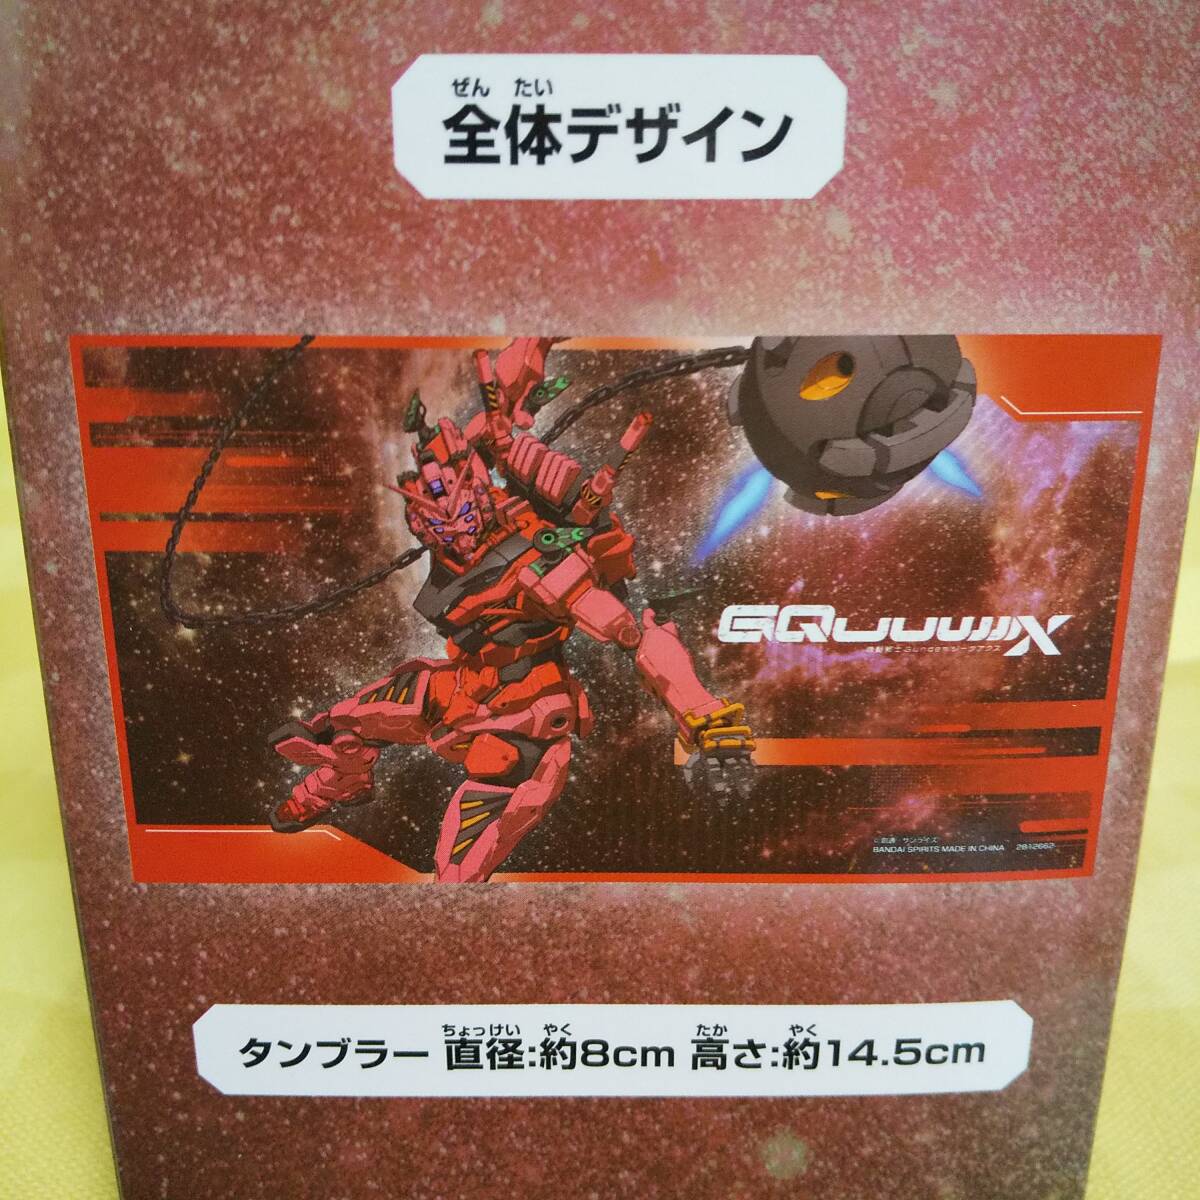 ぜん たい
全体デザイン
GQuuuuuuX
機動戦士Gundamジークアクス
©創通・サンライズ
BANDAI SPIRITS MADE IN CHINA 2812662
ちょっけい やく たか やく
タンブラー 直径:約8cm 高さ:約14.5cm